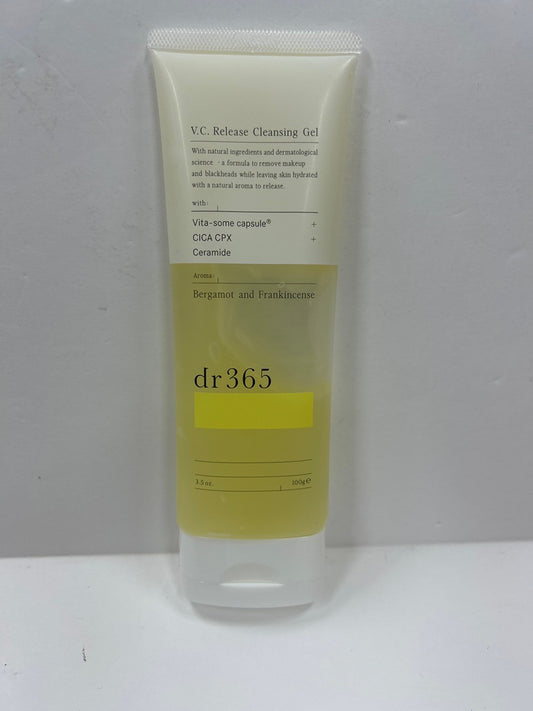 V.C. Release Cleansing Gel
With natural ingredients and dermatological
science - a formula to remove makeup
and blackheads while leaving skin hydrated
with a natural aroma to release.
with:
Vita-some capsule® +
CICA CPX +
Ceramide
Aroma:
Bergamot and Frankincense
dr365
3.5 oz. 100g℮